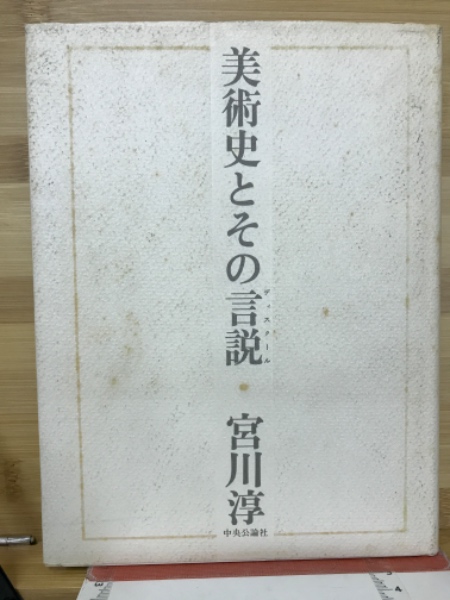 美術史とその言説
ディスクール
宮川淳
中央公論社
4